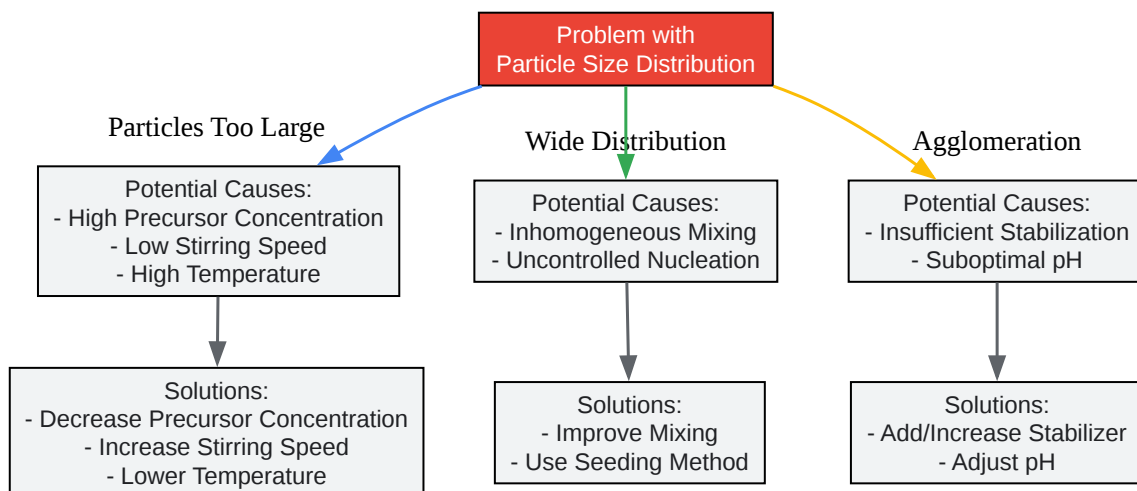 Problem with
Particle Size Distribution
Particles Too Large
Wide Distribution
Agglomeration
Potential Causes:
- High Precursor Concentration
- Low Stirring Speed
- High Temperature
Potential Causes:
- Inhomogeneous Mixing
- Uncontrolled Nucleation
Potential Causes:
- Insufficient Stabilization
- Suboptimal pH
Solutions:
- Decrease Precursor Concentration
- Increase Stirring Speed
- Lower Temperature
Solutions:
- Improve Mixing
- Use Seeding Method
Solutions:
- Add/Increase Stabilizer
- Adjust pH